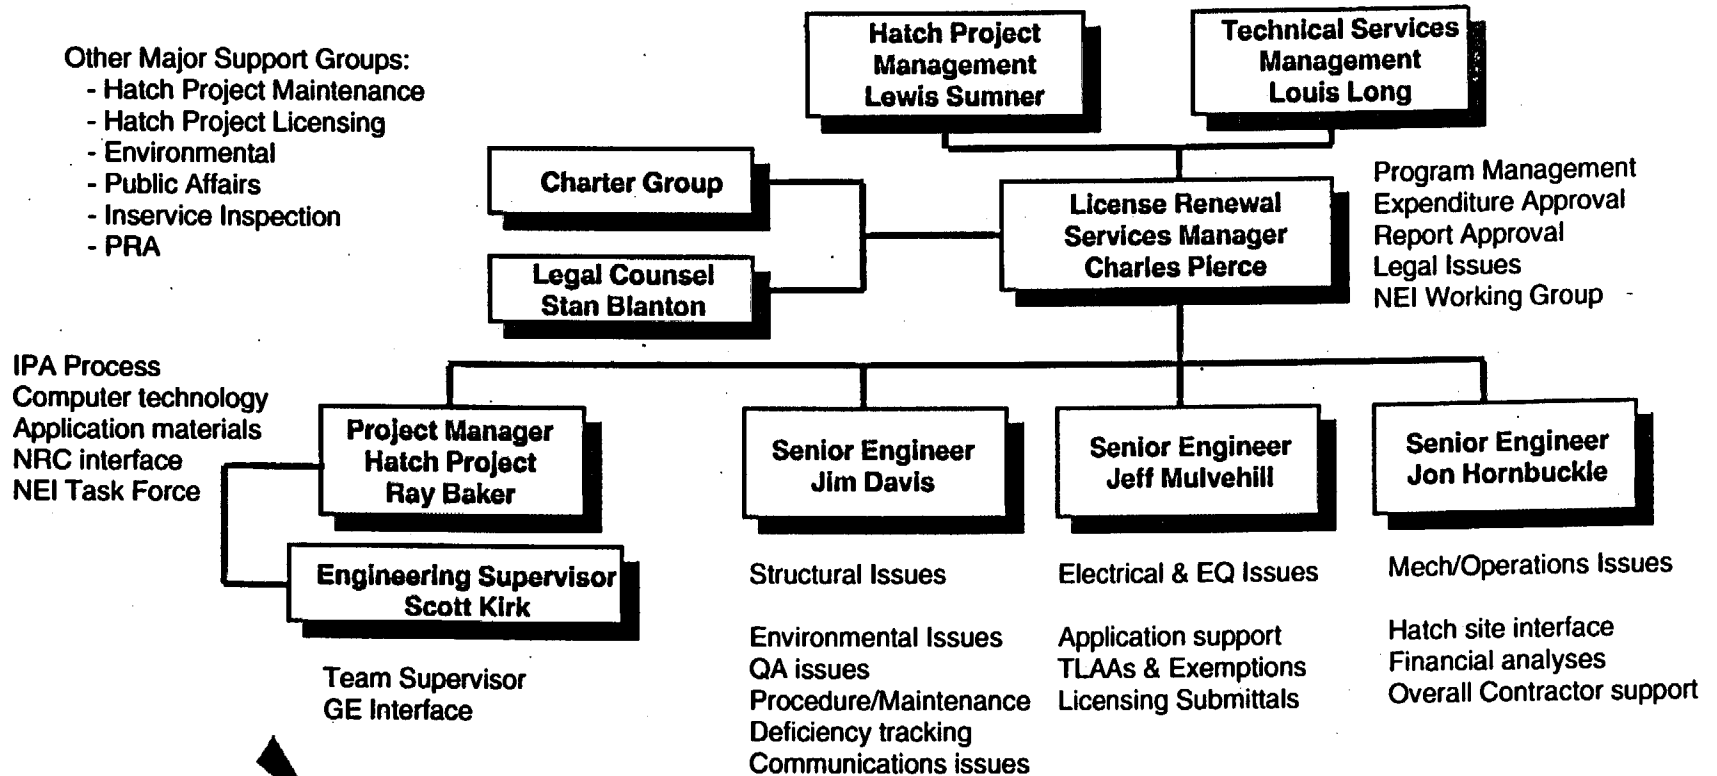 Other Major Support Groups:
- Hatch Project Maintenance
- Hatch Project Licensing
- Environmental
- Public Affairs
- Inservice Inspection
- PRA
Hatch Project
Management
Lewis Sumner
Technical Services
Management
Louis Long
Charter Group
Legal Counsel
Stan Blanton
License Renewal
Services Manager
Charles Pierce
Program Management
Expenditure Approval
Report Approval
Legal Issues
NEI Working Group
IPA Process
Computer technology
Application materials
NRC interface
NEI Task Force
Project Manager
Hatch Project
Ray Baker
Engineering Supervisor
Scott Kirk
Team Supervisor
GE Interface
Senior Engineer
Jim Davis
Structural Issues
Environmental Issues
QA issues
Procedure/Maintenance
Deficiency tracking
Communications issues
Senior Engineer
Jeff Mulvehill
Electrical & EQ Issues
Application support
TLAAs & Exemptions
Licensing Submittals
Senior Engineer
Jon Hornbuckle
Mech/Operations Issues
Hatch site interface
Financial analyses
Overall Contractor support